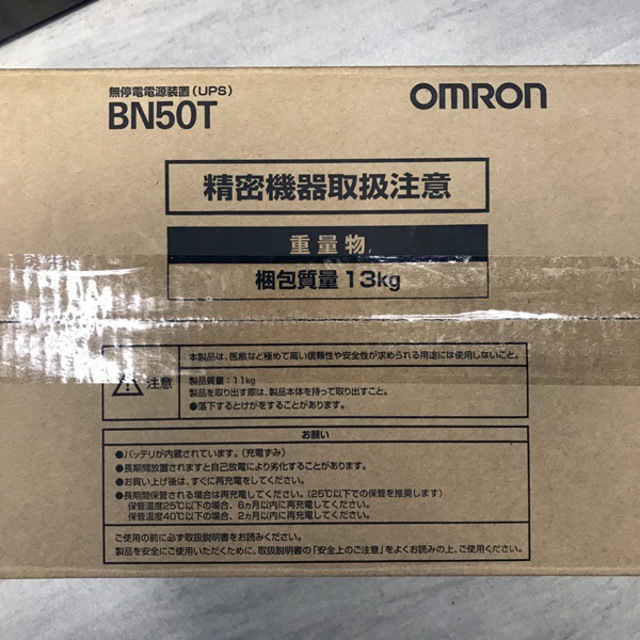 無停電電源装置(UPS)
BN50T
OMRON
精密機器取扱注意
重量物
梱包質量13kg
本製品は、医療など極めて高い信頼性や安全性が求められる用途には使用しないこと。
注意
製品質量:11kg
製品を取り出す際は、製品本体を持って取り出すこと。
●落下するとけがをすることがあります。
お願い
●バッテリが内蔵されています。(充電ずみ)
●長期間放置されますと自己放電により劣化することがあります。
●お買い上げ後は、すぐに再充電をしてください。
●長期間保管される場合は再充電してください。(25℃以下での保管を推奨します)
保管温度25℃以下の場合、6ヵ月以内に再充電してください。
保管温度40℃以下の場合、2ヵ月以内に再充電してください。
ご使用の前に必ず取扱説明書をお読みください。
製品を安全にご使用いただくために、取扱説明書の「安全上のご注意」をよくお読みの上、ご使用ください。